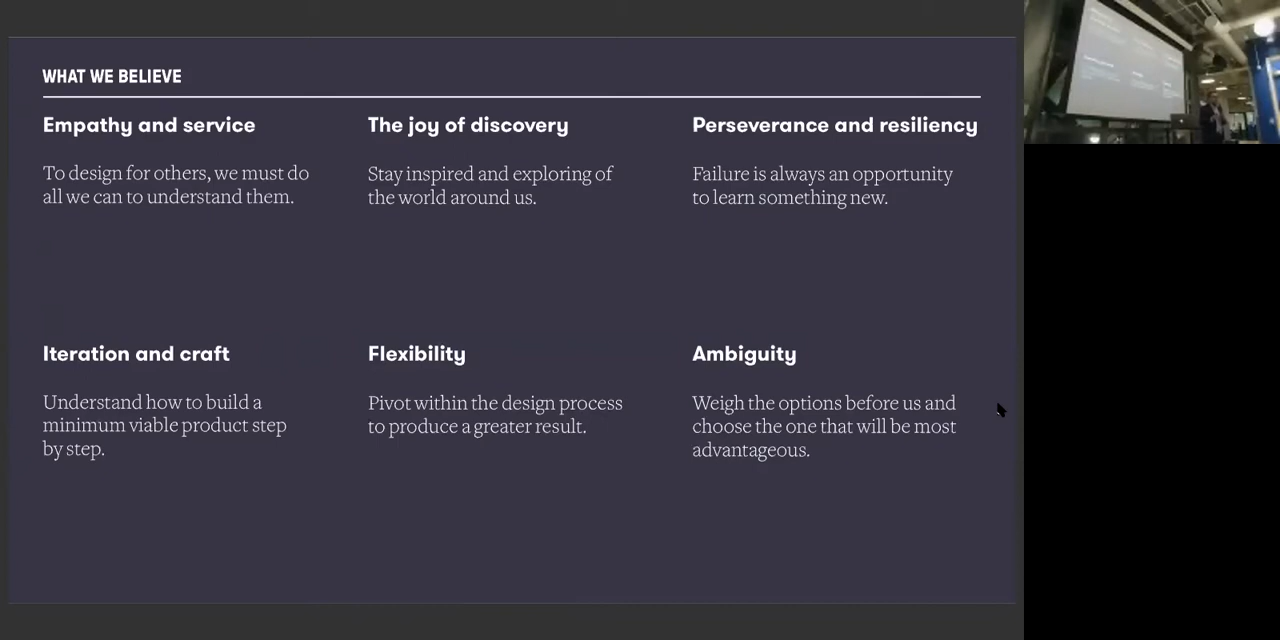 WHAT WE BELIEVE
Empathy and service
To design for others, we must do
all we can to understand them.
The joy of discovery
Stay inspired and exploring of
the world around us.
Perseverance and resiliency
Failure is always an opportunity
to learn something new.
Iteration and craft
Understand how to build a
minimum viable product step
by step.
Flexibility
Pivot within the design process
to produce a greater result.
Ambiguity
Weigh the options before us and
choose the one that will be most
advantageous.